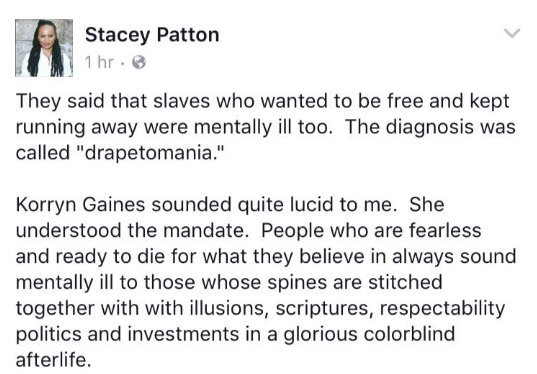 Stacey Patton
1 hr ·
They said that slaves who wanted to be free and kept
running away were mentally ill too.  The diagnosis was
called "drapetomania."
Korryn Gaines sounded quite lucid to me.  She
understood the mandate.  People who are fearless
and ready to die for what they believe in always sound
mentally ill to those whose spines are stitched
together with with illusions, scriptures, respectability
politics and investments in a glorious colorblind
afterlife.